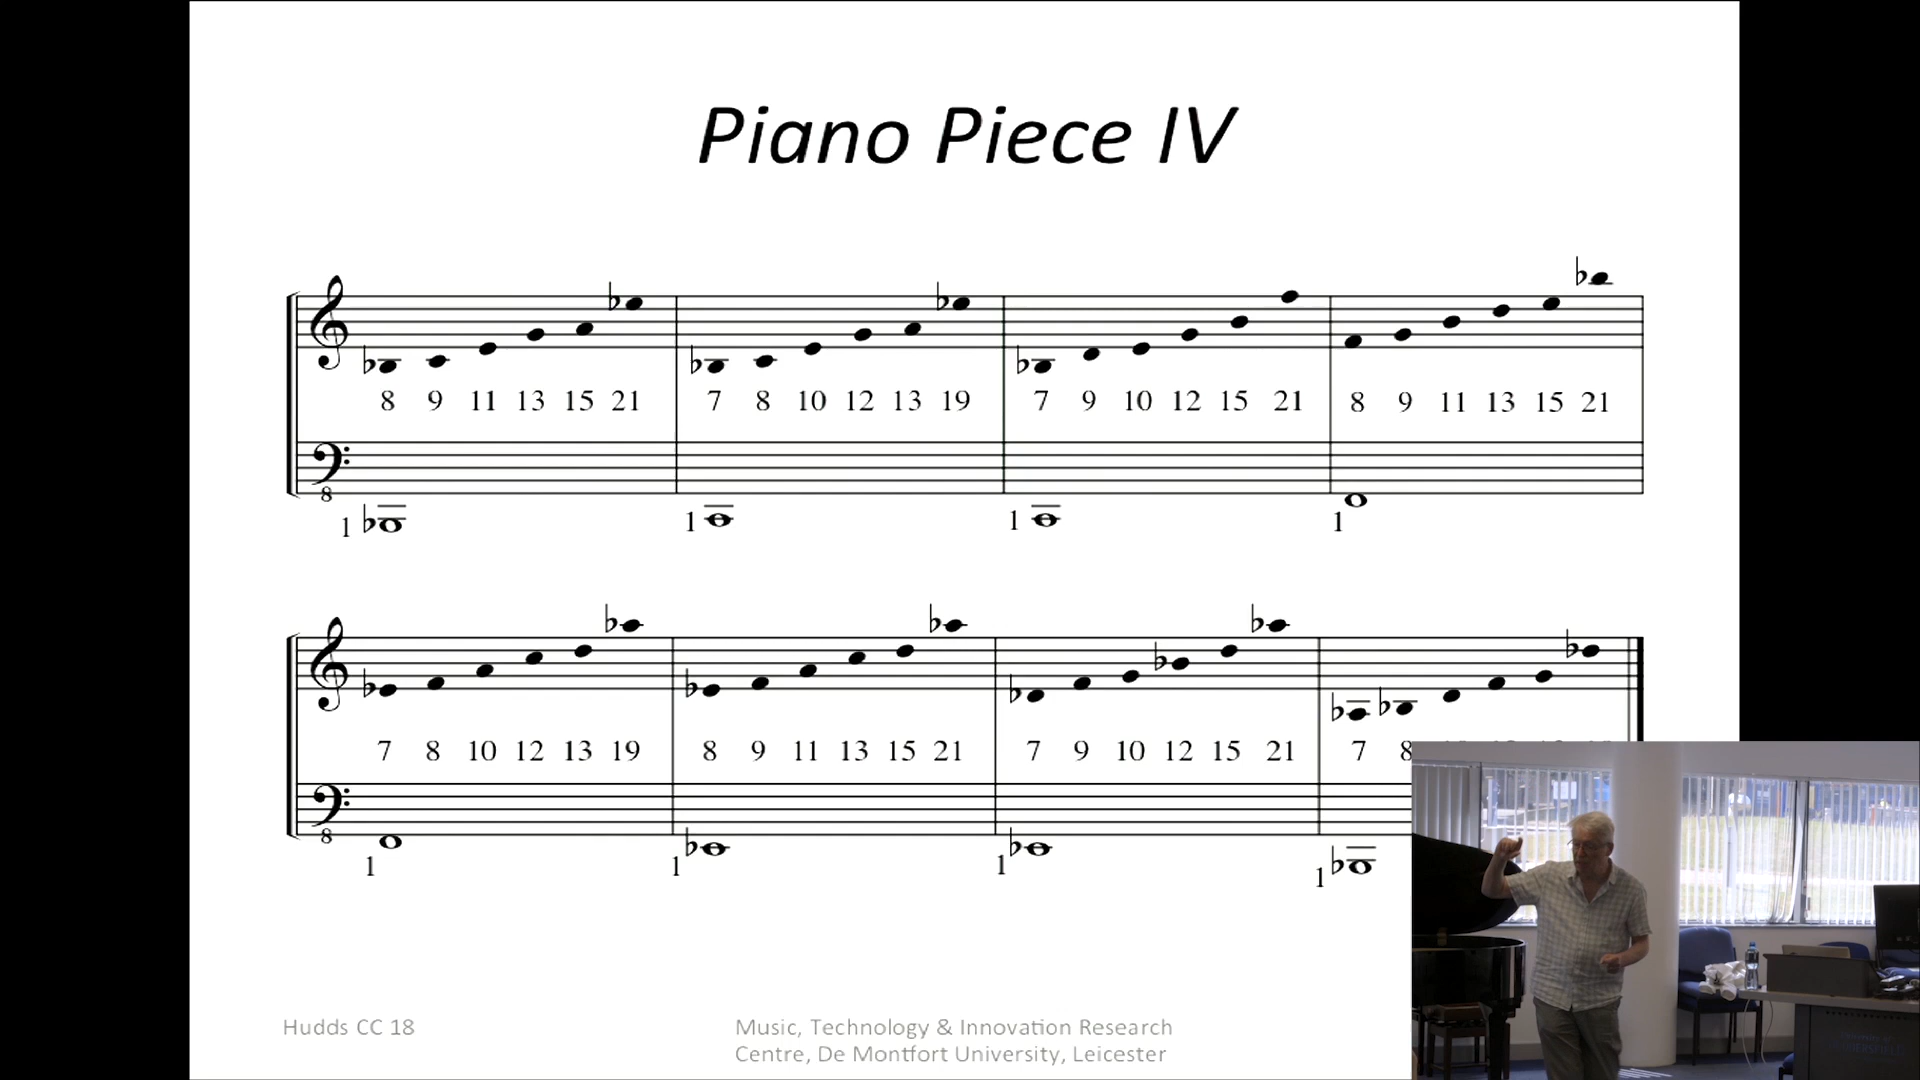 Piano Piece IV
8 9 11 13 15 21 7 8 10 12 13 19 7 9 10 12 15 21 8 9 11 13 15 21
8
1 1 1 1
7 8 10 12 13 19 8 9 11 13 15 21 7 9 10 12 15 21 7 8
8
1 1 1 1
Hudds CC 18
Music, Technology & Innovation Research
Centre, De Montfort University, Leicester